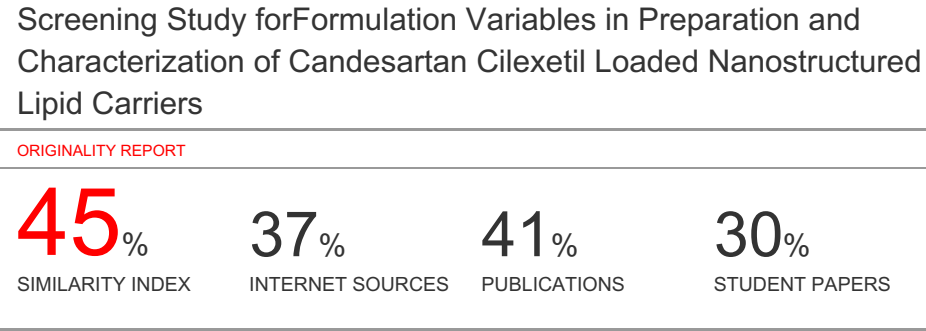 Screening Study forFormulation Variables in Preparation and
Characterization of Candesartan Cilexetil Loaded Nanostructured
Lipid Carriers
ORIGINALITY REPORT
45% 37% 41% 30%
SIMILARITY INDEX INTERNET SOURCES PUBLICATIONS STUDENT PAPERS